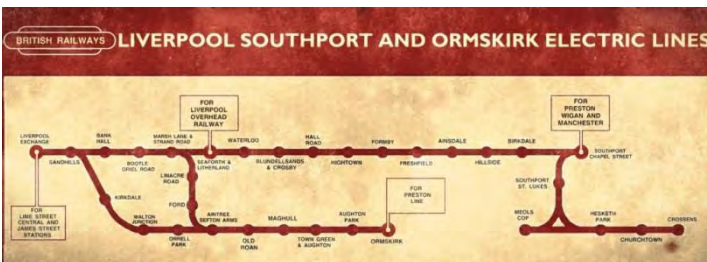 BRITISH RAILWAYS
LIVERPOOL SOUTHPORT AND ORMSKIRK ELECTRIC LINES
FOR
LIVERPOOL
OVERHEAD
RAILWAY
FOR
PRESTON
WIGAN AND
MANCHESTER
LIVERPOOL
EXCHANGE
SANDHILLS
BANK
HALL
BOOTLE
ORIEL ROAD
MARSH LANE &
STRAND ROAD
SEAFORTH &
LITHERLAND
WATERLOO
BLUNDELLSANDS
& CROSBY
HALL
ROAD
HIGHTOWN
FORMBY
FRESHFIELD
AINSDALE
HILLSIDE
BIRKDALE
SOUTHPORT
CHAPEL STREET
LINACRE
ROAD
FORD
KIRKDALE
WALTON
JUNCTION
ORRELL
PARK
AINTREE
SEFTON ARMS
OLD
ROAN
MAGHULL
TOWN GREEN
& AUGHTON
AUGHTON
PARK
ORMSKIRK
FOR
PRESTON
LINE
FOR
LIME STREET
CENTRAL AND
JAMES STREET
STATIONS
SOUTHPORT
ST. LUKES
MEOLS
COP
HESKETH
PARK
CHURCHTOWN
CROSSENS